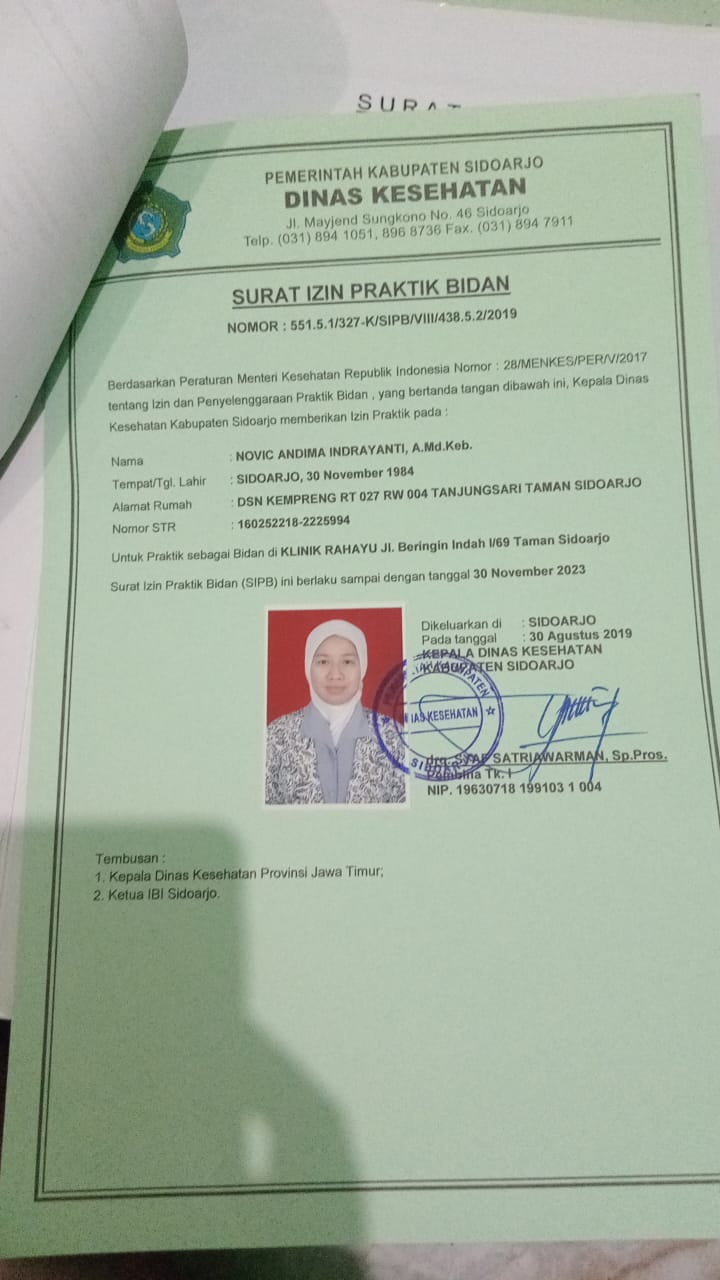 SURAT
PEMERINTAH KABUPATEN SIDOARJO
DINAS KESEHATAN
Jl. Mayjend Sungkono No. 46 Sidoarjo
Telp. (031) 894 1051, 896 8736 Fax. (031) 894 7911
SURAT IZIN PRAKTIK BIDAN
NOMOR : 551.5.1/327-K/SIPB/VIII/438.5.2/2019
Berdasarkan Peraturan Menteri Kesehatan Republik Indonesia Nomor : 28/MENKES/PER/V/2017
tentang Izin dan Penyelenggaraan Praktik Bidan , yang bertanda tangan dibawah ini, Kepala Dinas
Kesehatan Kabupaten Sidoarjo memberikan Izin Praktik pada :
Nama : NOVIC ANDIMA INDRAYANTI, A.Md.Keb.
Tempat/Tgl. Lahir : SIDOARJO, 30 November 1984
Alamat Rumah : DSN KEMPRENG RT 027 RW 004 TANJUNGSARI TAMAN SIDOARJO
Nomor STR : 160252218-2225994
Untuk Praktik sebagai Bidan di KLINIK RAHAYU Jl. Beringin Indah I/69 Taman Sidoarjo
Surat Izin Praktik Bidan (SIPB) ini berlaku sampai dengan tanggal 30 November 2023
Dikeluarkan di : SIDOARJO
Pada tanggal : 30 Agustus 2019
KEPALA DINAS KESEHATAN
KABUPATEN SIDOARJO
drg. SYAF SATRIAWARMAN, Sp.Pros.
Pembina Tk. I
NIP. 19630718 199103 1 004
Tembusan :
1. Kepala Dinas Kesehatan Provinsi Jawa Timur;
2. Ketua IBI Sidoarjo.